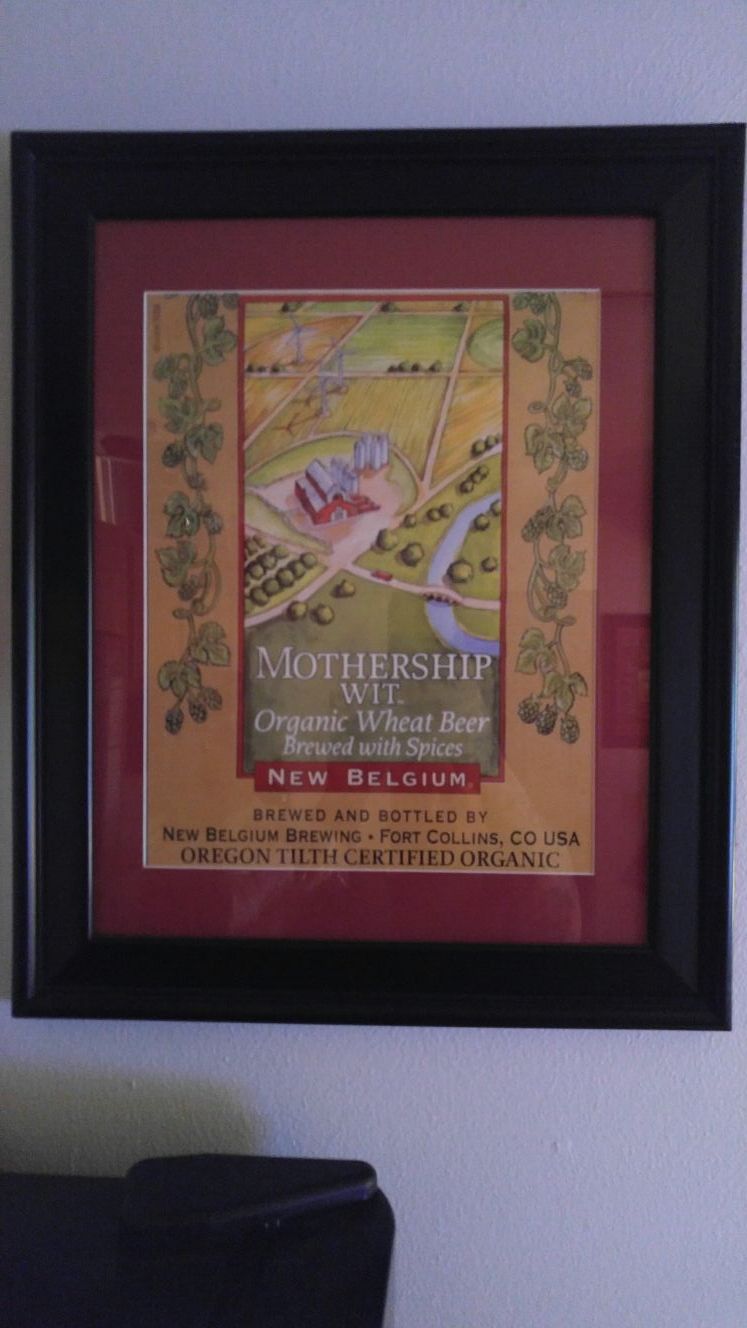 MOTHERSHIP
WIT™
Organic Wheat Beer
Brewed with Spices
NEW BELGIUM®
BREWED AND BOTTLED BY
NEW BELGIUM BREWING • FORT COLLINS, CO USA
OREGON TILTH CERTIFIED ORGANIC